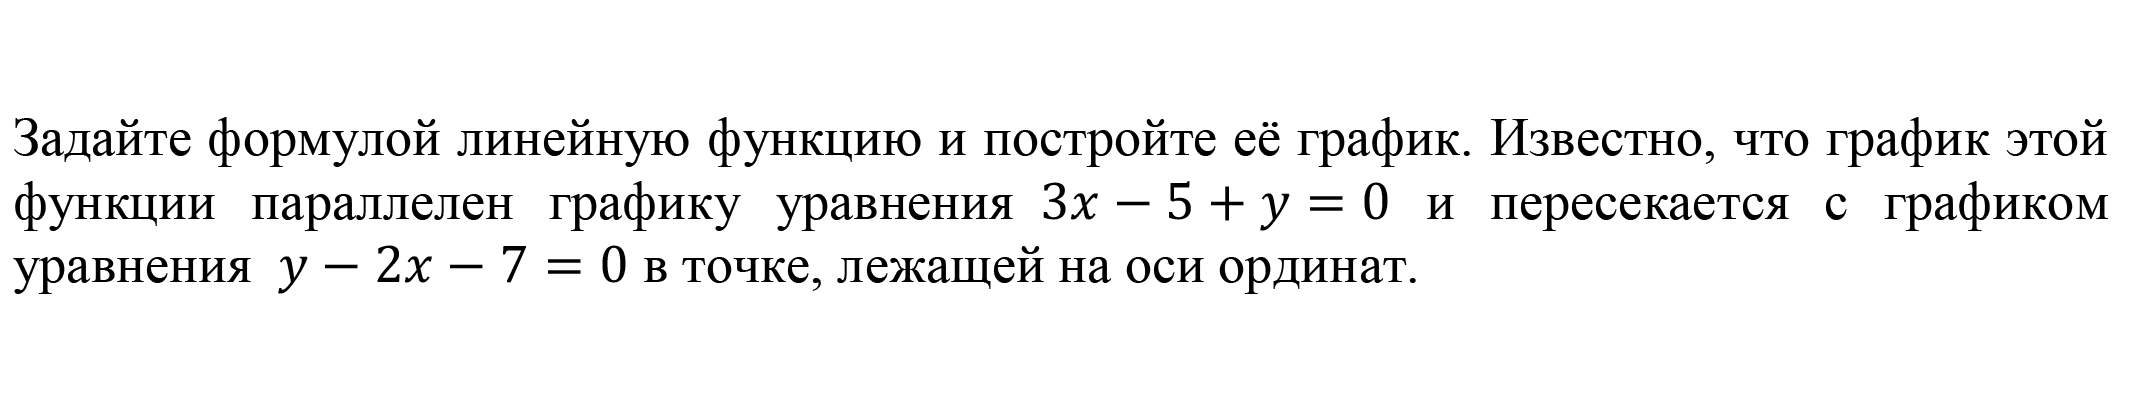 Задайте формулой линейную функцию и постройте её график. Известно, что график этой
функции параллелен графику уравнения 3x − 5 + y = 0 и пересекается с графиком
уравнения y − 2x − 7 = 0 в точке, лежащей на оси ординат.